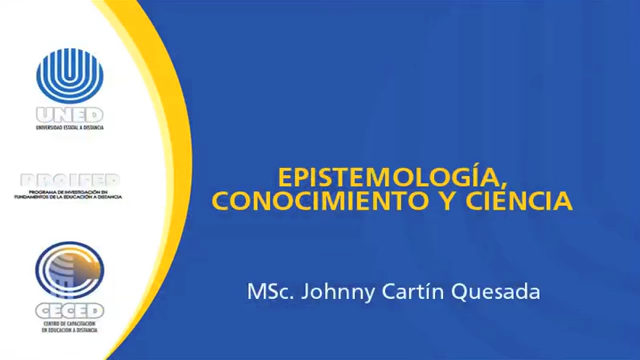 UNED
UNIVERSIDAD ESTATAL A DISTANCIA
PROIFED
PROGRAMA DE INVESTIGACIÓN EN
FUNDAMENTOS DE LA EDUCACIÓN A DISTANCIA
CECED
CENTRO DE CAPACITACIÓN
EN EDUCACIÓN A DISTANCIA
EPISTEMOLOGÍA,
CONOCIMIENTO Y CIENCIA
MSc. Johnny Cartín Quesada